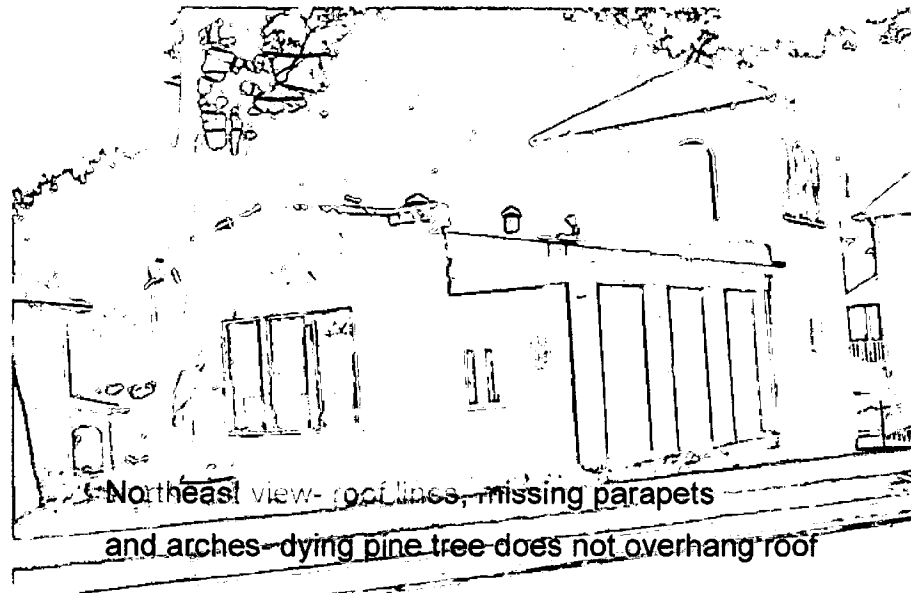 Northeast view- roof lines, missing parapets
and arches- dying pine tree does not overhang roof